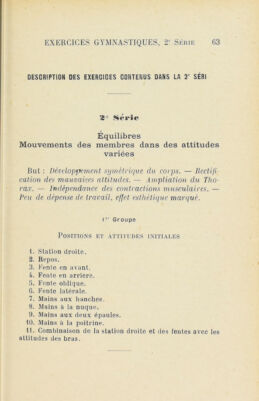 EXERCICES GYMNASTIQUES, 2e SÉRIE 63
DESCRIPTION DES EXERCICES CONTENUS DANS LA 2e SÉRI
2e Série
Équilibres
Mouvements des membres dans des attitudes
variées
But : Développement symétrique du corps. — Rectifi-
cation des mauvaises attitudes. — Ampliation du Tho-
rax. — Indépendance des contractions musculaires. —
Peu de dépense de travail, effet esthétique marqué.
1er Groupe
POSITIONS ET ATTITUDES INITIALES
1. Station droite.
2. Repos.
3. Fente en avant.
4. Fente en arrière.
5. Fente oblique.
6. Fente latérale.
7. Mains aux hanches.
8. Mains à la nuque.
9. Mains aux deux épaules.
10. Mains à la poitrine.
11. Combinaison de la station droite et des fentes avec les
attitudes des bras.